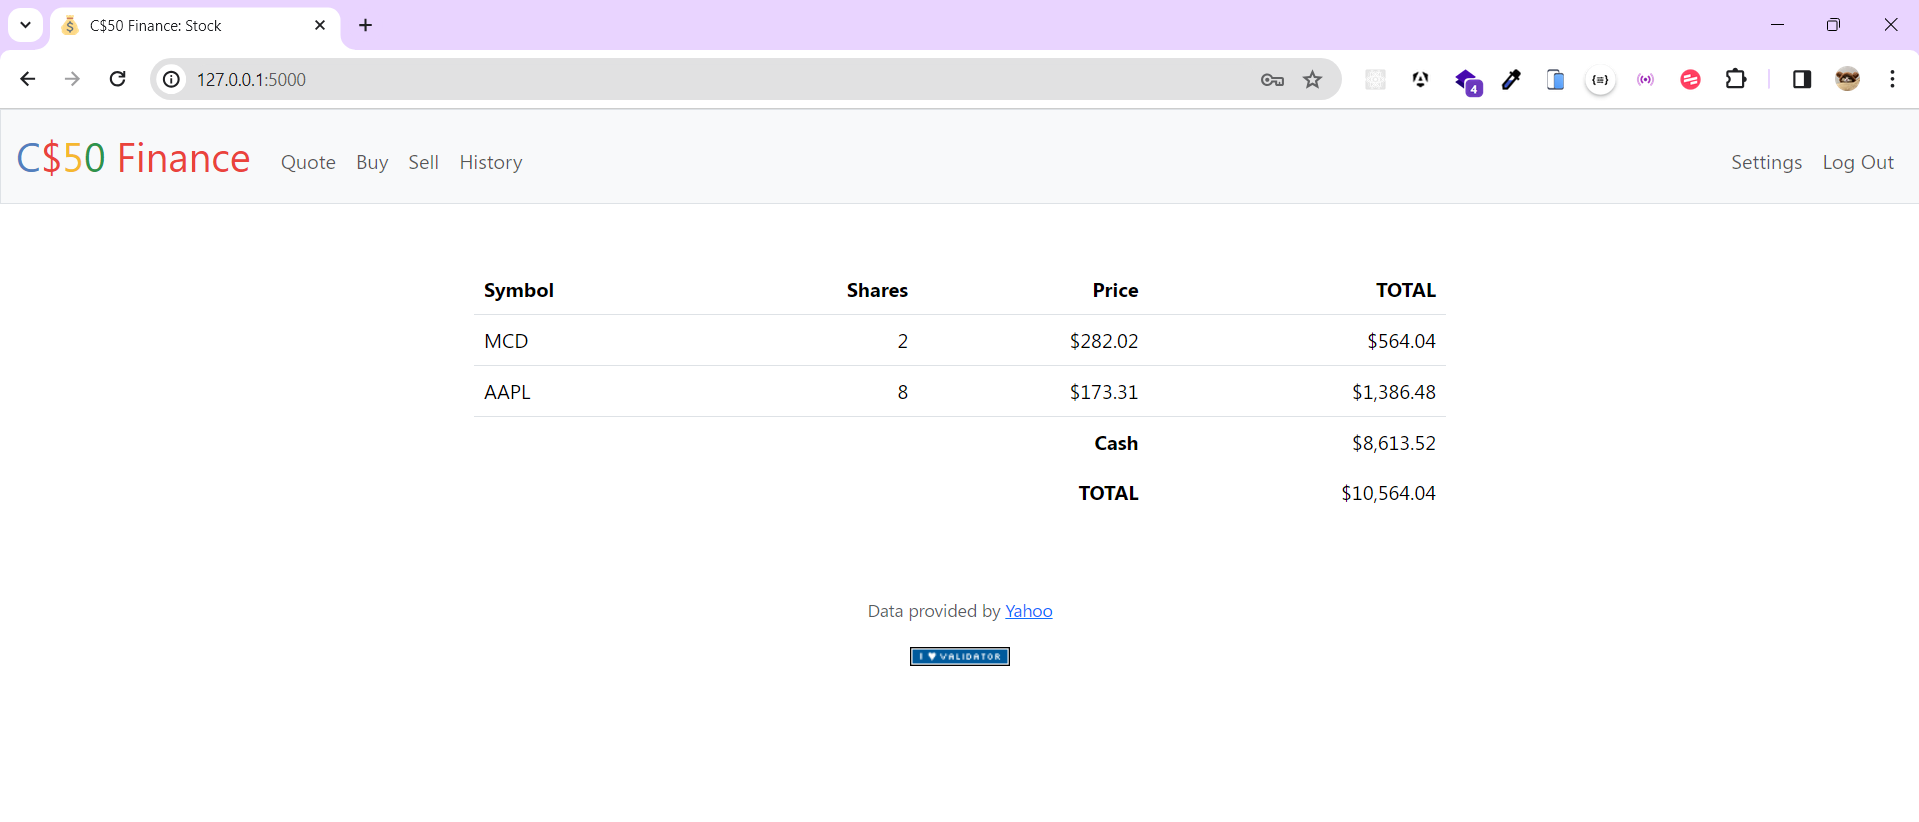 C$50 Finance: Stock
127.0.0.1:5000
4
C$50 Finance Quote Buy Sell History Settings Log Out
Symbol Shares Price TOTAL
MCD 2 $282.02 $564.04
AAPL 8 $173.31 $1,386.48
Cash $8,613.52
TOTAL $10,564.04
Data provided by Yahoo
I ♥ VALIDATOR